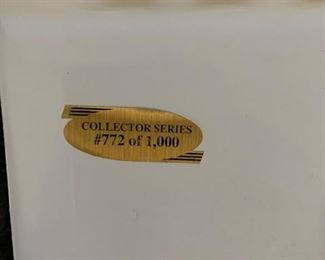 COLLECTOR SERIES
#772 of 1,000